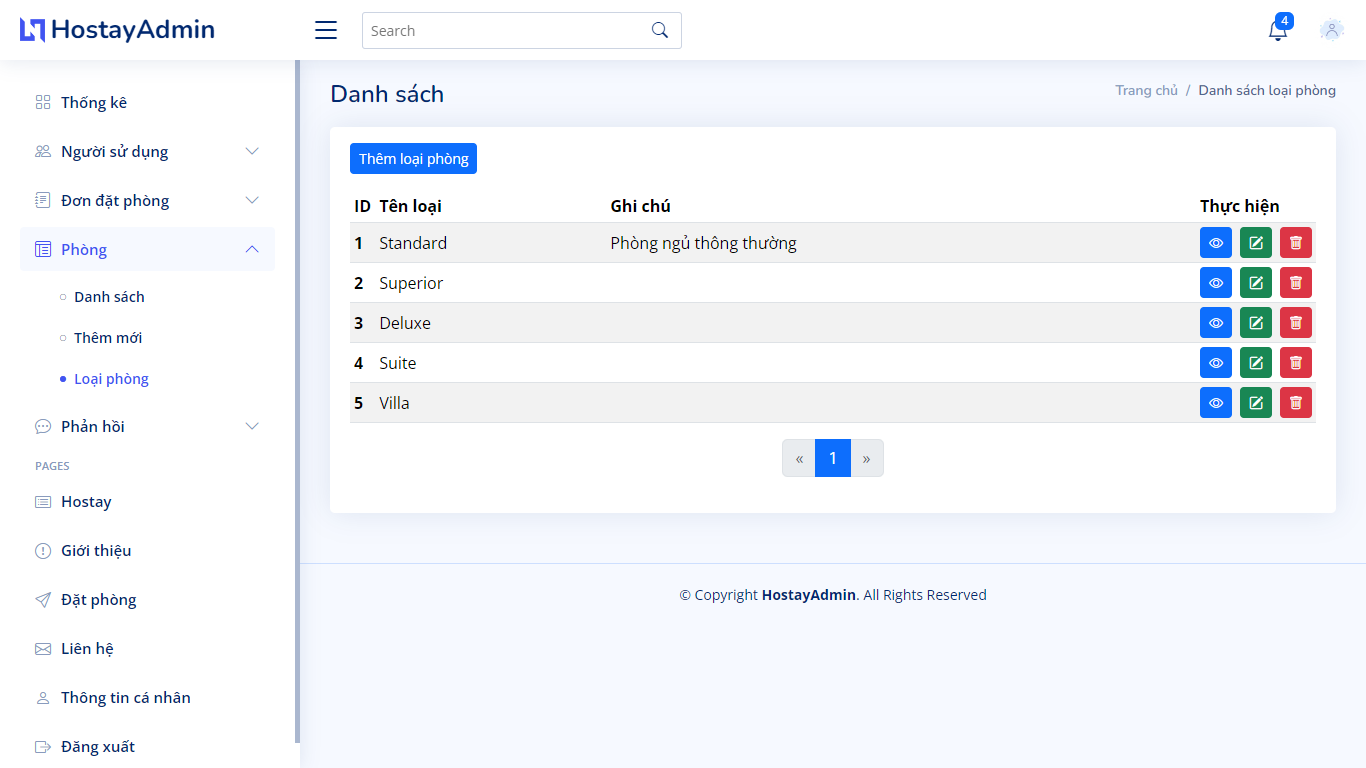 HostayAdmin
Search
4
Thống kê
Người sử dụng
Đơn đặt phòng
Phòng
Danh sách
Thêm mới
Loại phòng
Phản hồi
PAGES
Hostay
Giới thiệu
Đặt phòng
Liên hệ
Thông tin cá nhân
Đăng xuất
Danh sách
Trang chủ / Danh sách loại phòng
Thêm loại phòng
ID Tên loại Ghi chú Thực hiện
1 Standard Phòng ngủ thông thường
2 Superior
3 Deluxe
4 Suite
5 Villa
« 1 »
© Copyright HostayAdmin. All Rights Reserved